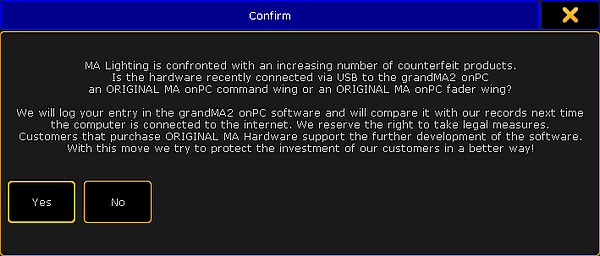 Confirm
MA Lighting is confronted with an increasing number of counterfeit products.
Is the hardware recently connected via USB to the grandMA2 onPC
an ORIGINAL MA onPC command wing or an ORIGINAL MA onPC fader wing?
We will log your entry in the grandMA2 onPC software and will compare it with our records next time
the computer is connected to the internet. We reserve the right to take legal measures.
Customers that purchase ORIGINAL MA Hardware support the further development of the software.
With this move we try to protect the investment of our customers in a better way!
Yes
No